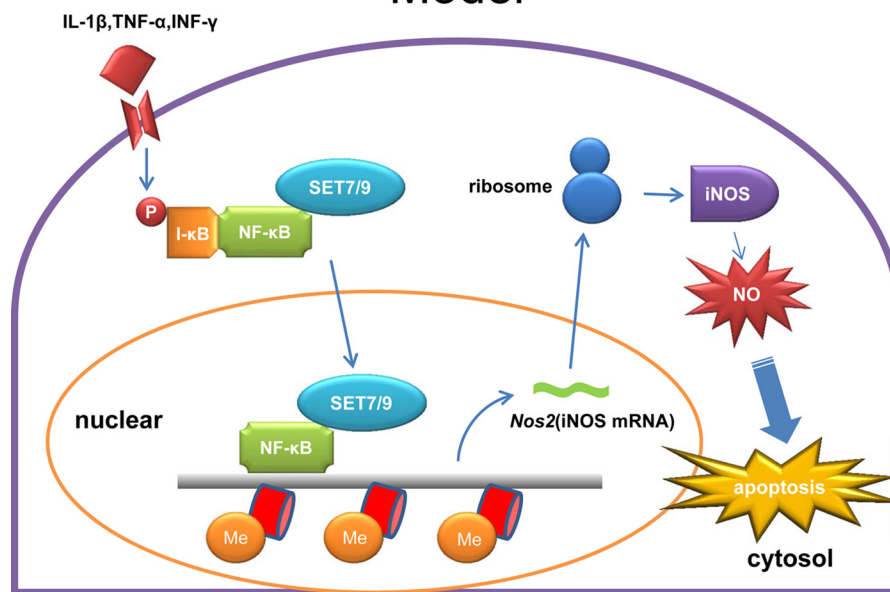 Model
IL-1β,TNF-α,INF-γ
SET7/9
P
I-κB
NF-κB
ribosome
iNOS
NO
nuclear
SET7/9
NF-κB
Nos2(iNOS mRNA)
Me
Me
Me
apoptosis
cytosol